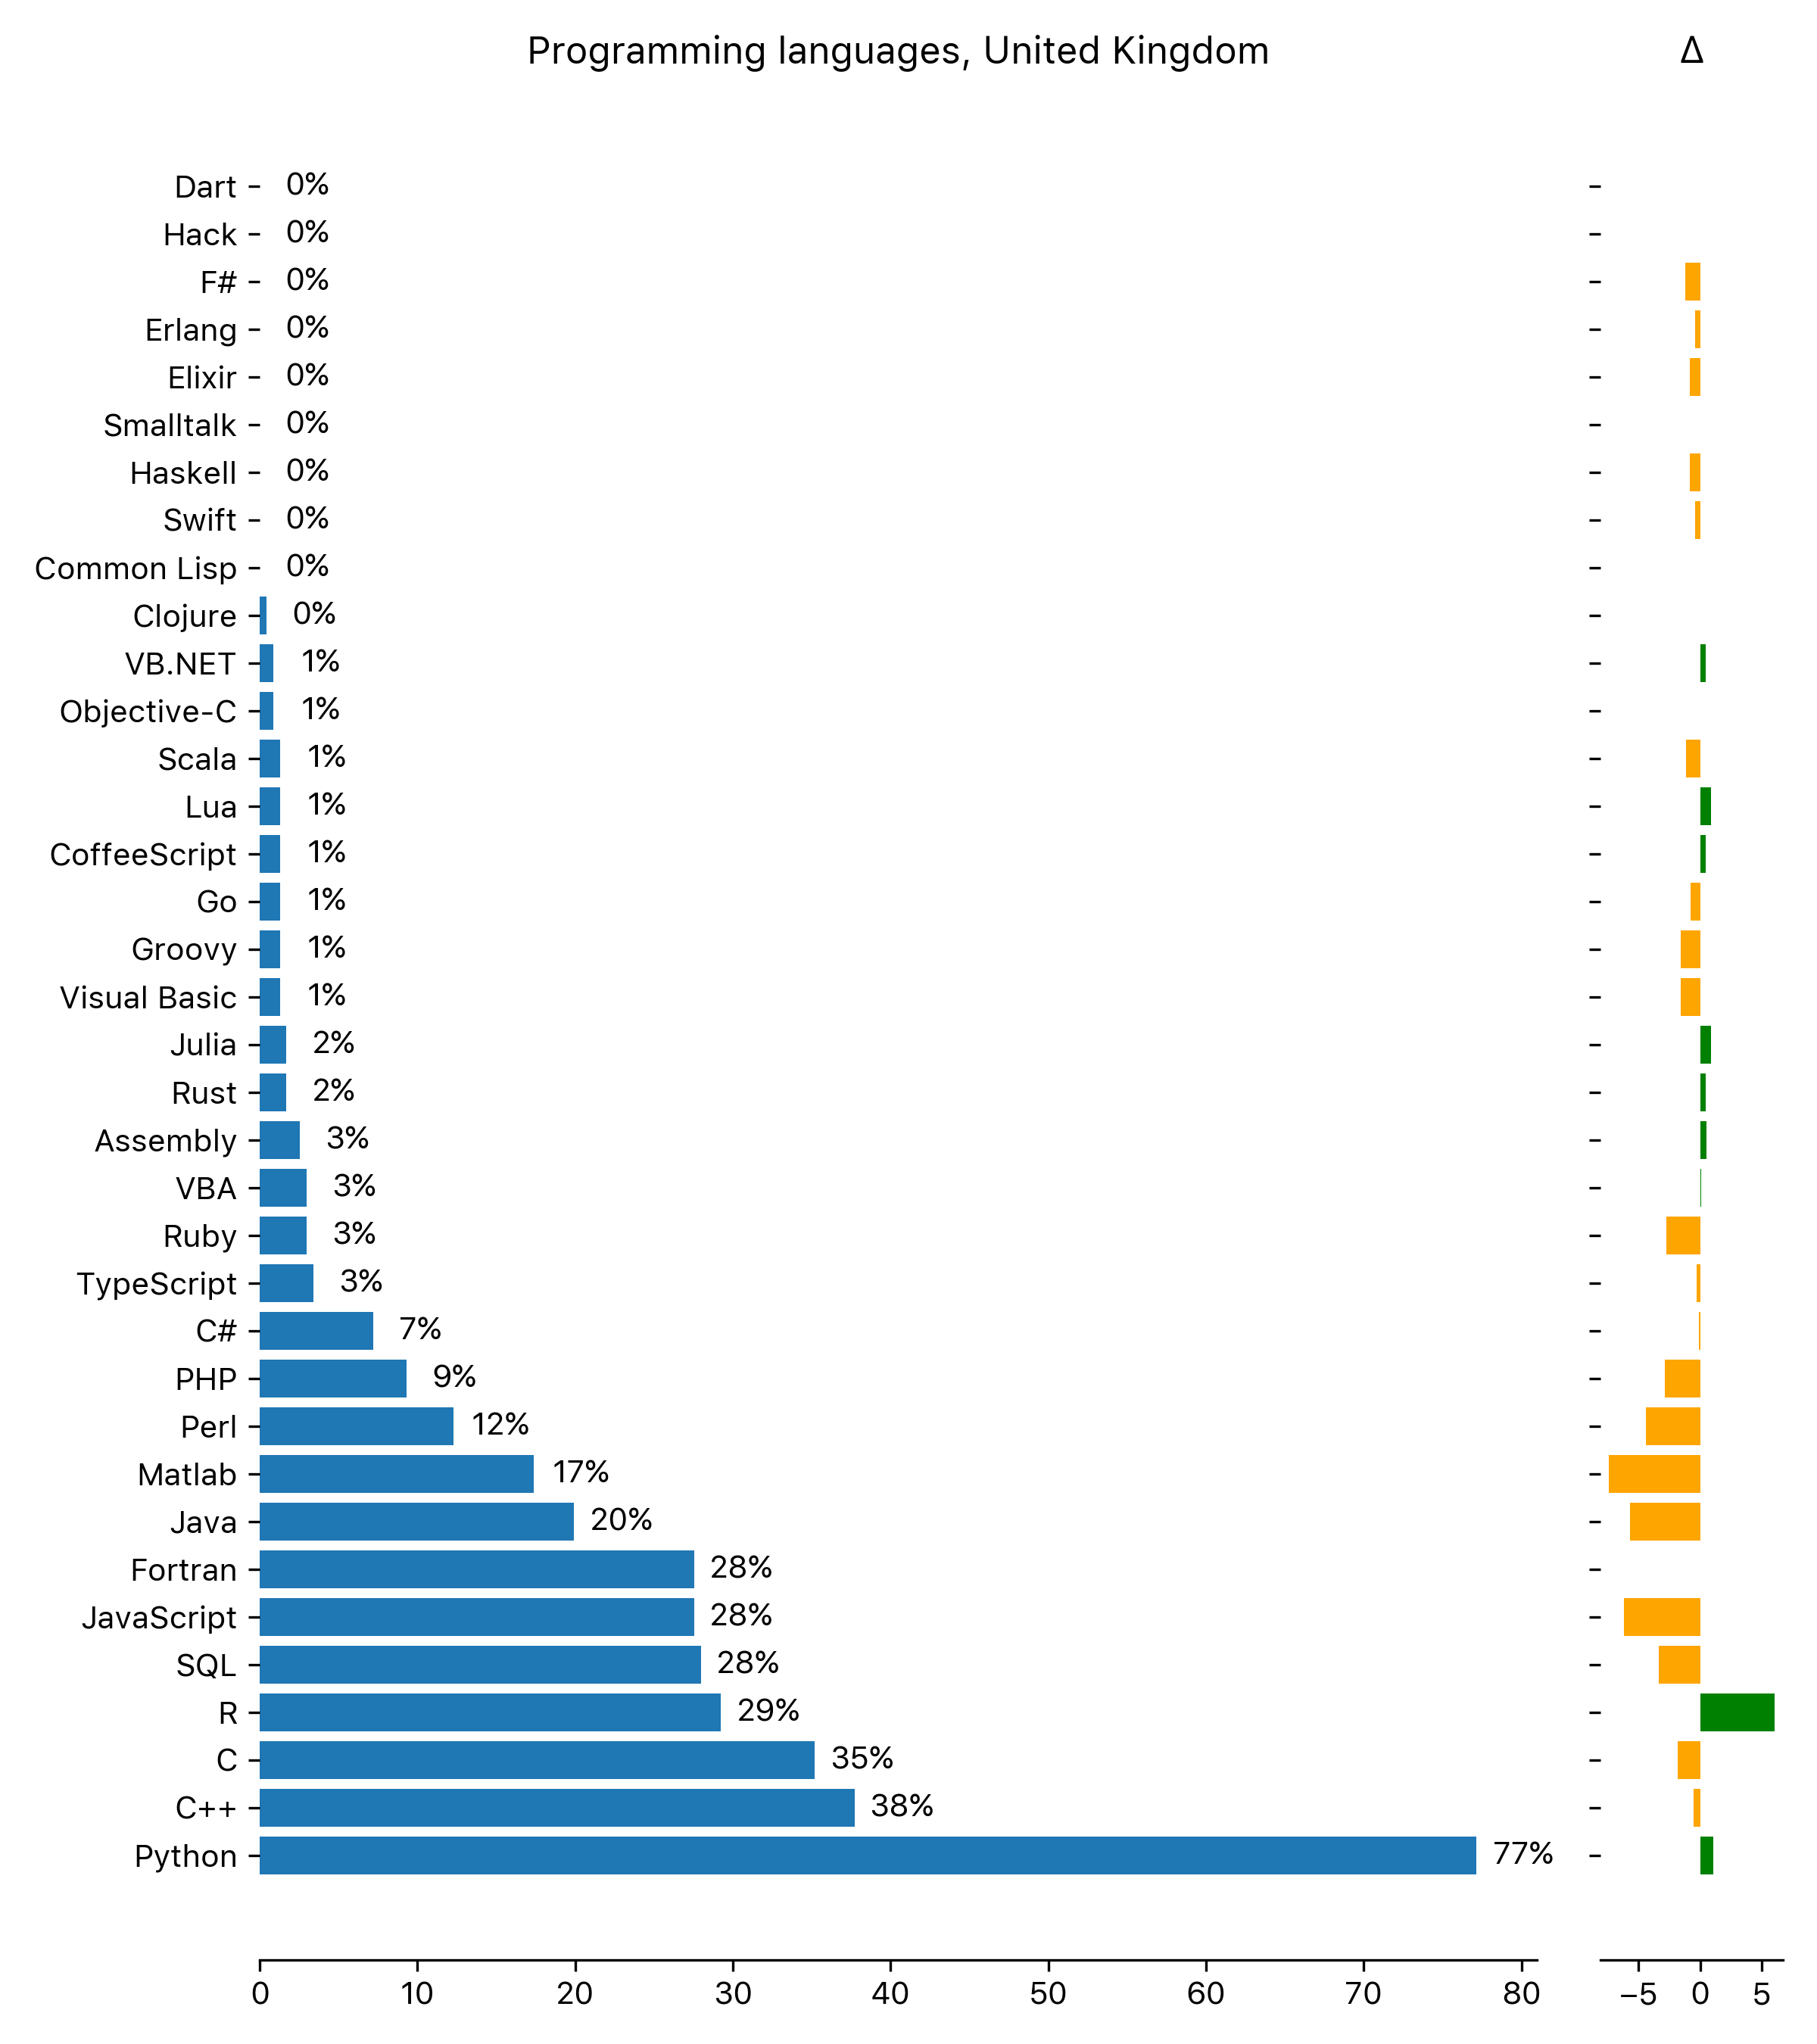 Programming languages, United Kingdom Δ
Dart 0%
Hack 0%
F# 0%
Erlang 0%
Elixir 0%
Smalltalk 0%
Haskell 0%
Swift 0%
Common Lisp 0%
Clojure 0%
VB.NET 1%
Objective-C 1%
Scala 1%
Lua 1%
CoffeeScript 1%
Go 1%
Groovy 1%
Visual Basic 1%
Julia 2%
Rust 2%
Assembly 3%
VBA 3%
Ruby 3%
TypeScript 3%
C# 7%
PHP 9%
Perl 12%
Matlab 17%
Java 20%
Fortran 28%
JavaScript 28%
SQL 28%
R 29%
C 35%
C++ 38%
Python 77%
0 10 20 30 40 50 60 70 80 −5 0 5